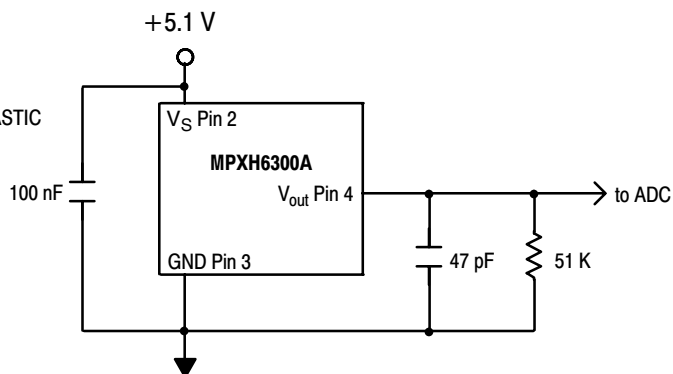 +5.1 V
ASTIC
V_S Pin 2
MPXH6300A
100 nF
V_out Pin 4
to ADC
GND Pin 3
47 pF
51 K